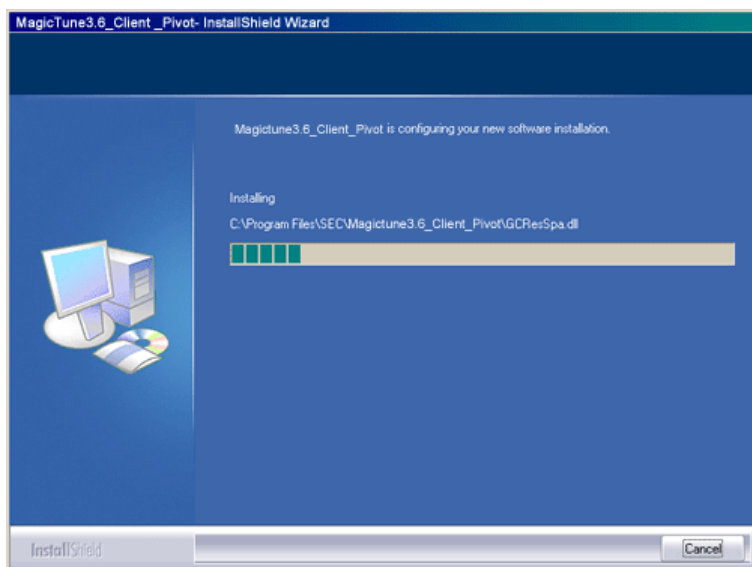 MagicTune3.6_Client _Pivot- InstallShield Wizard
Magictune3.6_Client_Pivot is configuring your new software installation.
Installing
C:\Program Files\SEC\Magictune3.6_Client_Pivot\GCResSpa.dll
InstallShield
Cancel